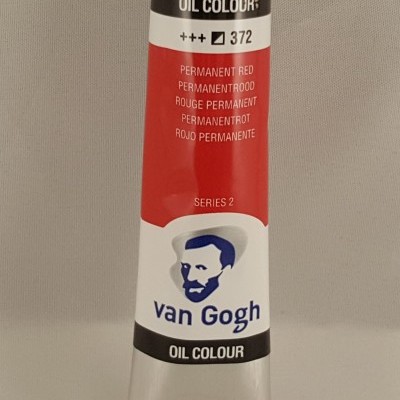 OIL COLOUR
+++ 372
PERMANENT RED
PERMANENTROOD
ROUGE PERMANENT
PERMANENTROT
ROJO PERMANENTE
SERIES 2
van Gogh
OIL COLOUR